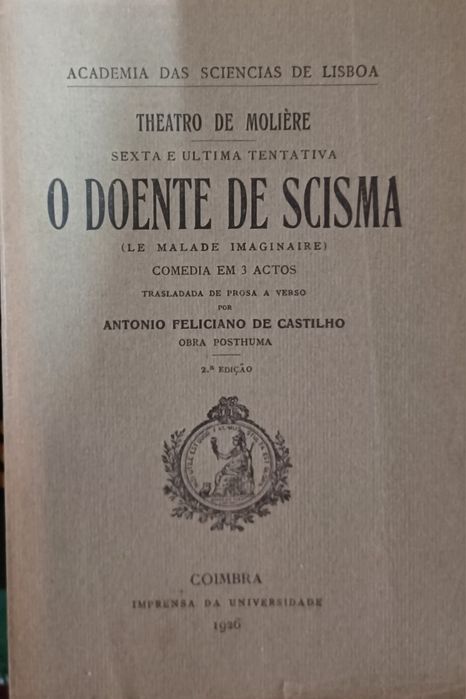 ACADEMIA DAS SCIENCIAS DE LISBOA
THEATRO DE MOLIÈRE
SEXTA E ULTIMA TENTATIVA
O DOENTE DE SCISMA
(LE MALADE IMAGINAIRE)
COMEDIA EM 3 ACTOS
TRASLADADA DE PROSA A VERSO
POR
ANTONIO FELICIANO DE CASTILHO
OBRA POSTHUMA
2.ª EDIÇÃO
COIMBRA
IMPRENSA DA UNIVERSIDADE
1926